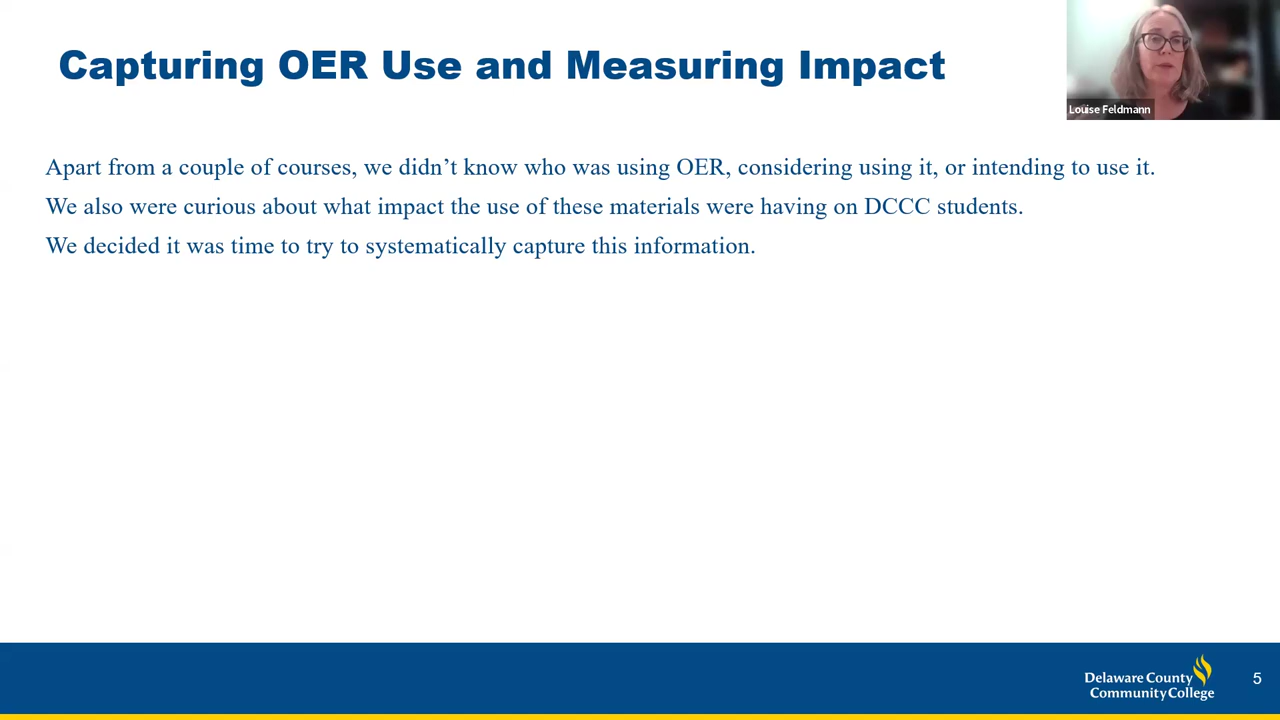 Capturing OER Use and Measuring Impact
Louise Feldmann
Apart from a couple of courses, we didn’t know who was using OER, considering using it, or intending to use it.
We also were curious about what impact the use of these materials were having on DCCC students.
We decided it was time to try to systematically capture this information.
Delaware County
Community College
5